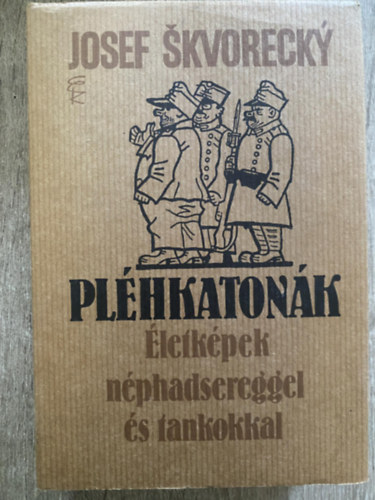 JOSEF ŠKVORECKÝ
PLÉHKATONÁK
Életképek
néphadsereggel
és tankokkal